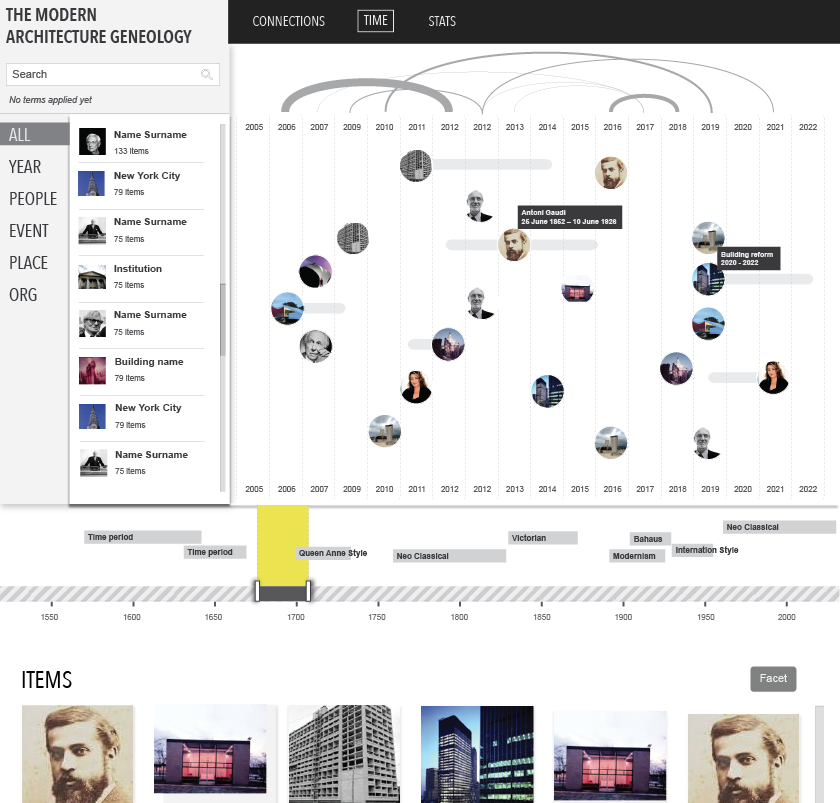 THE MODERN
ARCHITECTURE GENEOLOGY
CONNECTIONS TIME STATS
Search
No terms applied yet
ALL
YEAR
PEOPLE
EVENT
PLACE
ORG
Name Surname
133 Items
New York City
79 Items
Name Surname
75 Items
Institution
75 Items
Name Surname
75 Items
Building name
79 Items
New York City
79 Items
Name Surname
75 Items
2005 2006 2007 2009 2010 2011 2012 2012 2013 2014 2015 2016 2017 2018 2019 2020 2021 2022
Antoni Gaudi
25 June 1852 – 10 June 1926
Building reform
2020 - 2022
2005 2006 2007 2009 2010 2011 2012 2012 2013 2014 2015 2016 2017 2018 2019 2020 2021 2022
Time period
Time period
Queen Anne Style
Neo Classical
Victorian
Bahaus
Modernism
Internation Style
Neo Classical
1550 1600 1650 1700 1750 1800 1850 1900 1950 2000
ITEMS
Facet